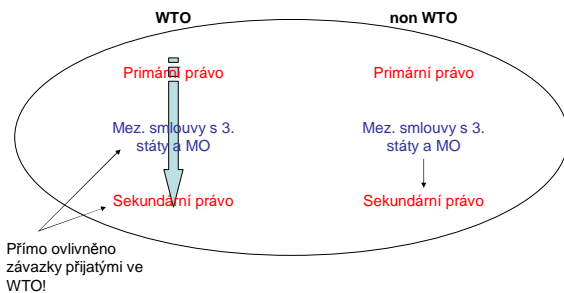 WTO
non WTO
Primární právo
Primární právo
Mez. smlouvy s 3.
státy a MO
Mez. smlouvy s 3.
státy a MO
Sekundární právo
Sekundární právo
Přímo ovlivněno
závazky přijatými ve
WTO!